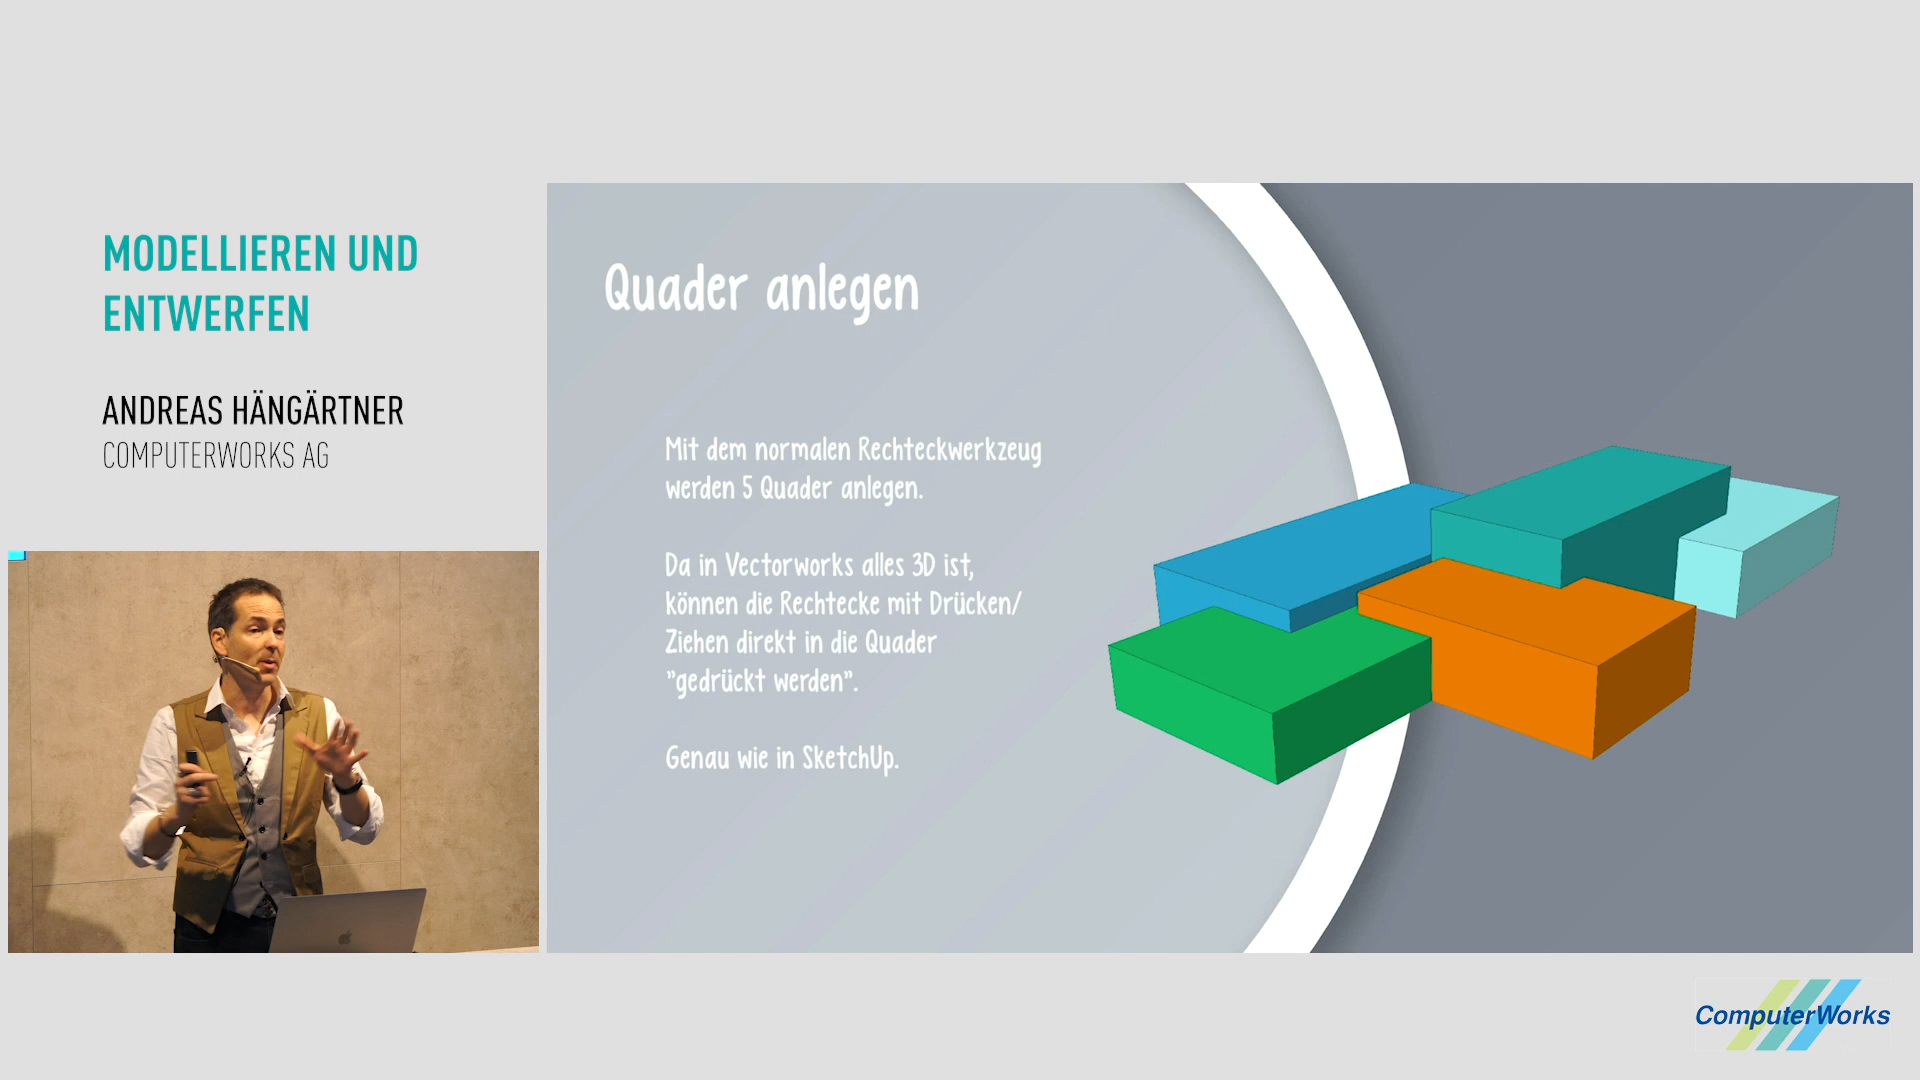 MODELLIEREN UND
ENTWERFEN
ANDREAS HÄNGÄRTNER
COMPUTERWORKS AG
Quader anlegen
Mit dem normalen Rechteckwerkzeug
werden 5 Quader anlegen.
Da in Vectorworks alles 3D ist,
können die Rechtecke mit Drücken/
Ziehen direkt in die Quader
"gedrückt werden".
Genau wie in SketchUp.
ComputerWorks